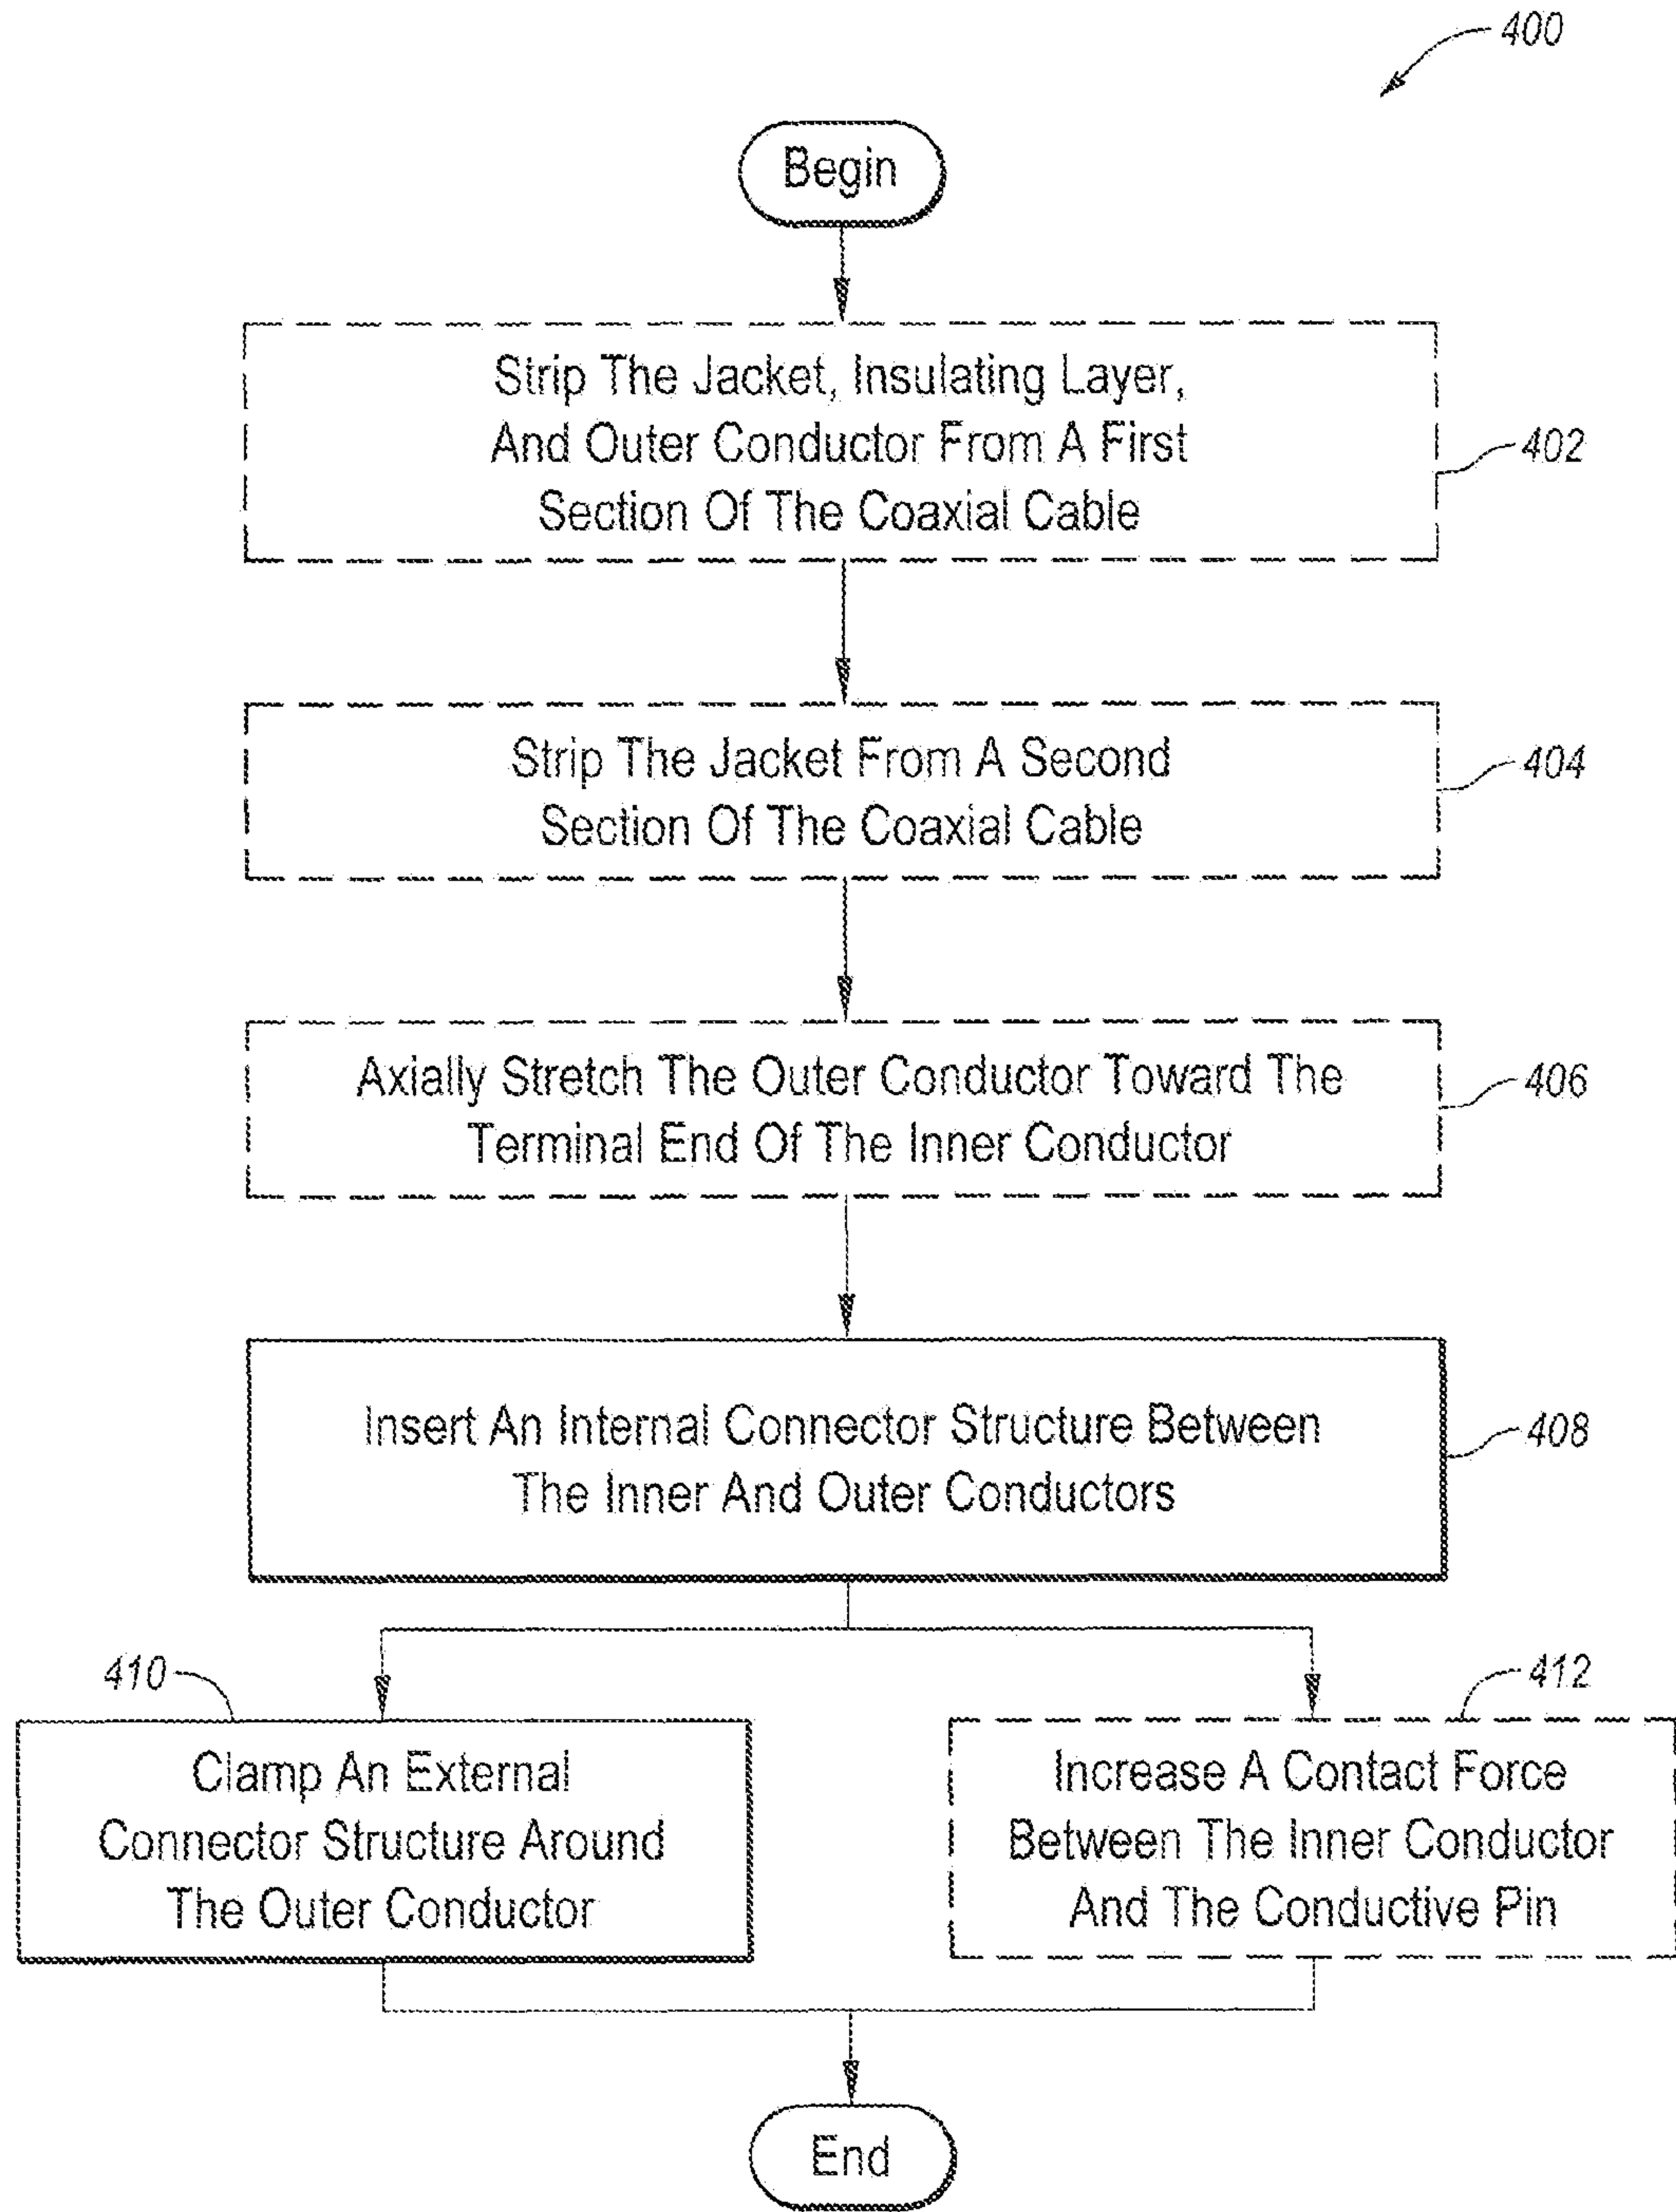 400
Begin
Strip The Jacket, Insulating Layer,
And Outer Conductor From A First
Section Of The Coaxial Cable
402
Strip The Jacket From A Second
Section Of The Coaxial Cable
404
Axially Stretch The Outer Conductor Toward The
Terminal End Of The Inner Conductor
406
Insert An Internal Connector Structure Between
The Inner And Outer Conductors
408
410
Clamp An External
Connector Structure Around
The Outer Conductor
412
Increase A Contact Force
Between The Inner Conductor
And The Conductive Pin
End